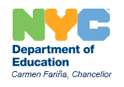 NYC
Department of
Education
Carmen Fariña, Chancellor